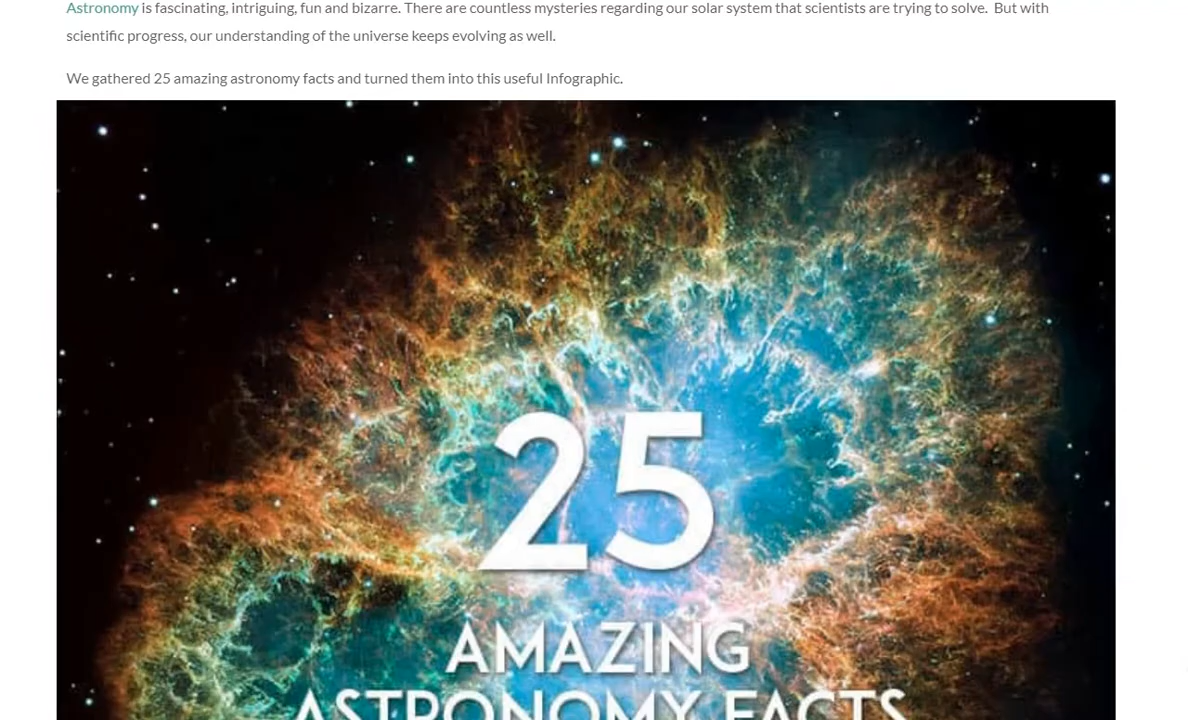 Astronomy is fascinating, intriguing, fun and bizarre. There are countless mysteries regarding our solar system that scientists are trying to solve.  But with
scientific progress, our understanding of the universe keeps evolving as well.
We gathered 25 amazing astronomy facts and turned them into this useful Infographic.
25
AMAZING
ASTRONOMY FACTS